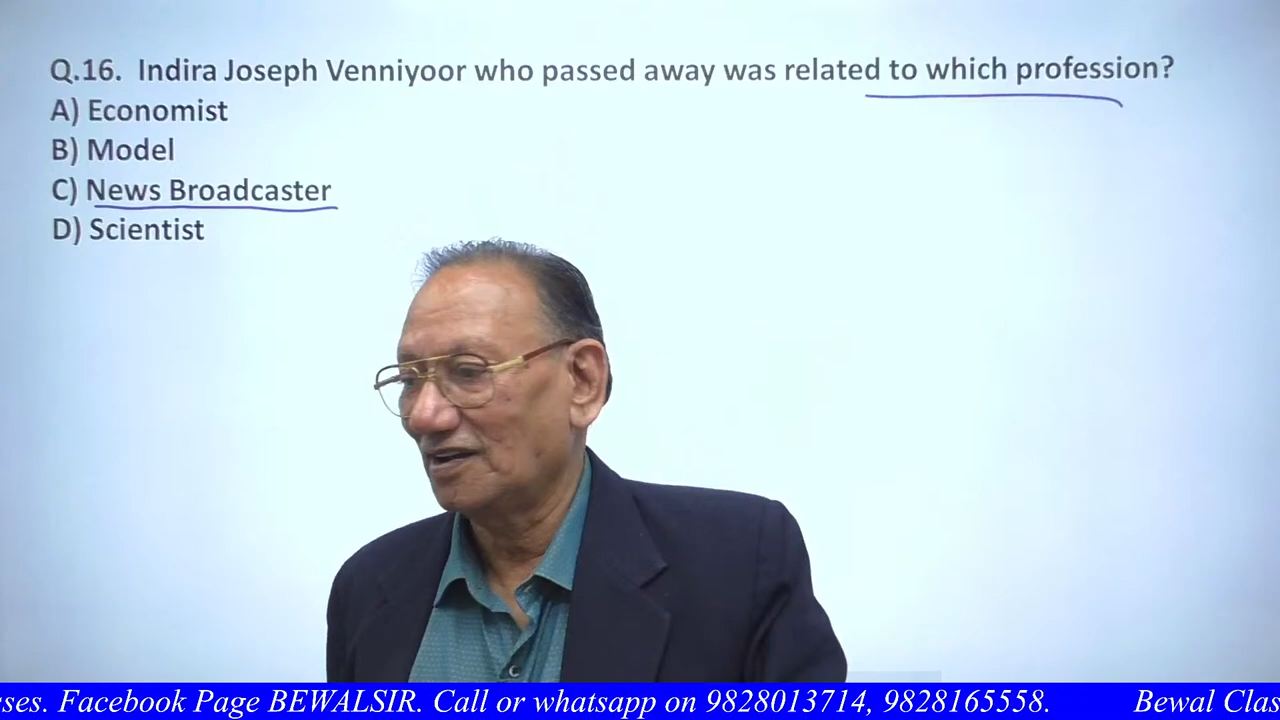 Q.16. Indira Joseph Venniyoor who passed away was related to which profession?
A) Economist
B) Model
C) News Broadcaster
D) Scientist
sses. Facebook Page BEWALSIR. Call or whatsapp on 9828013714, 9828165558. Bewal Clas